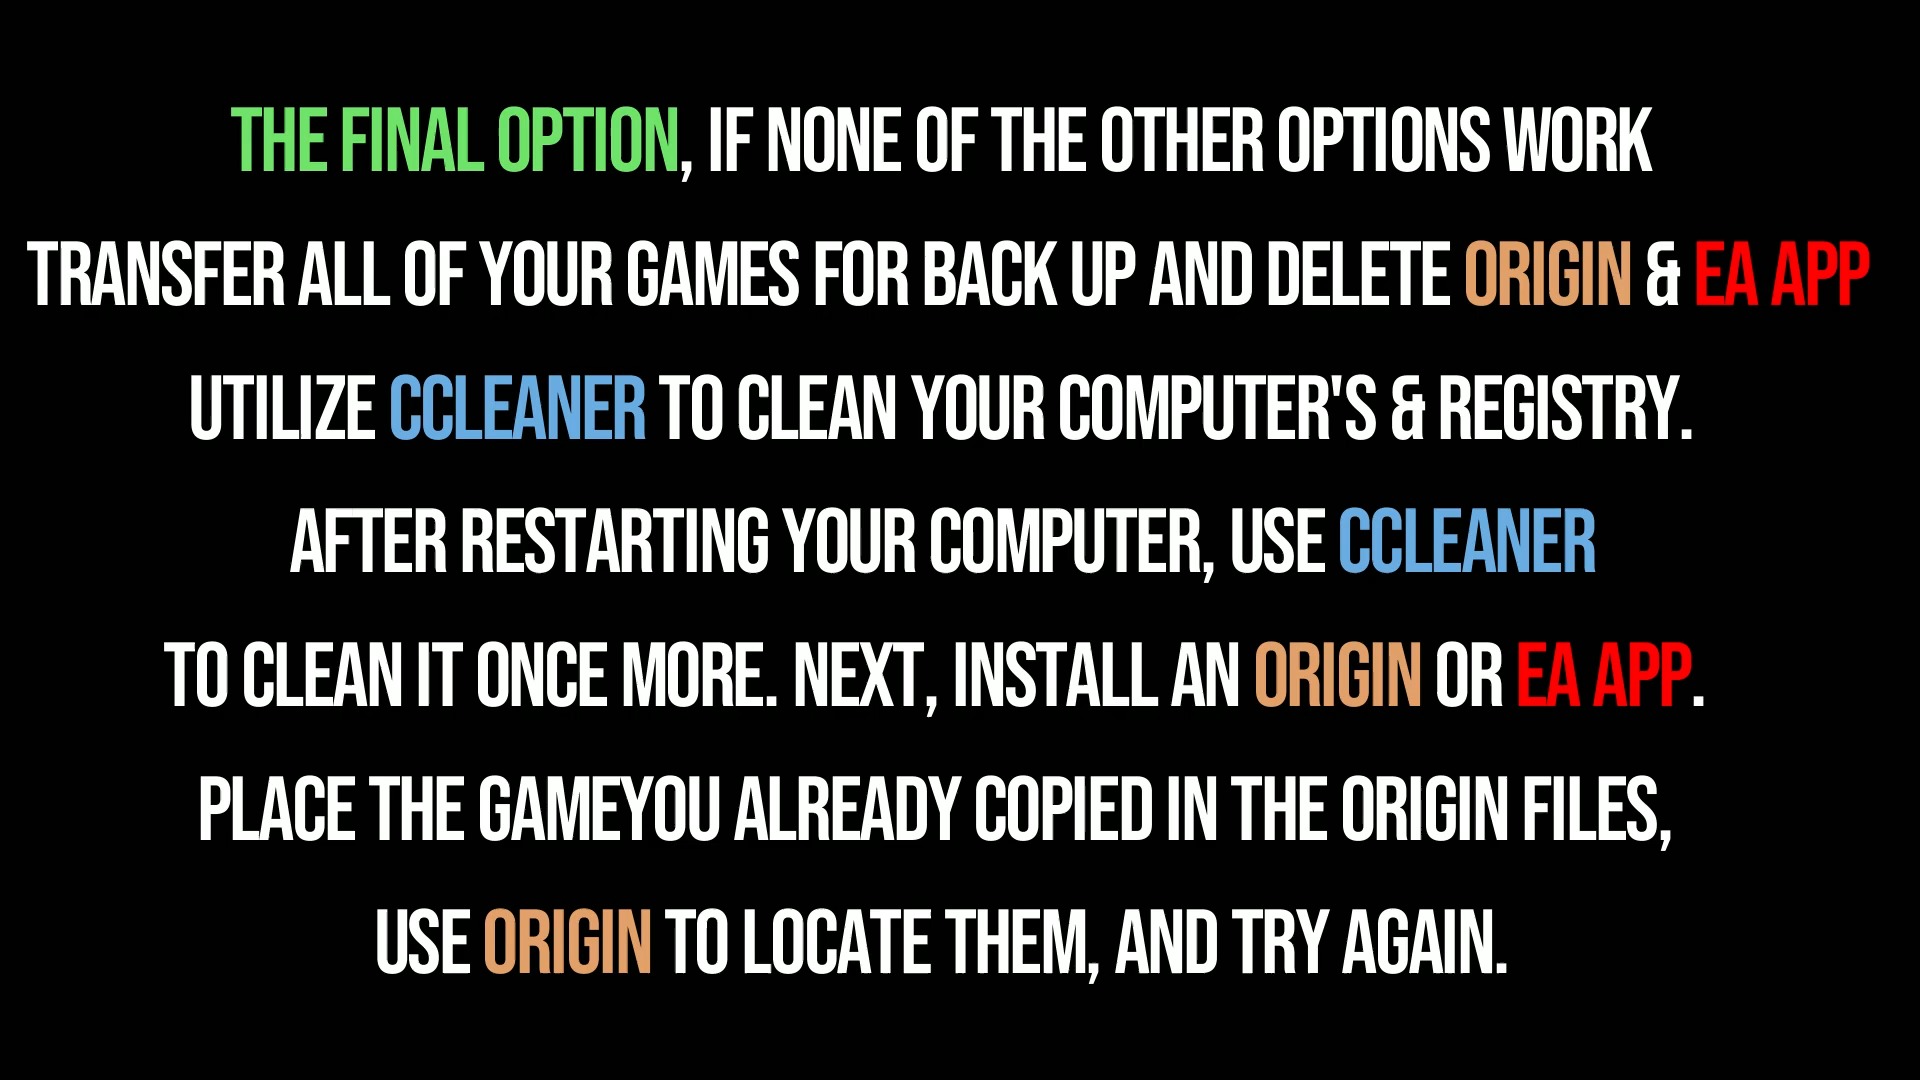 THE FINAL OPTION, IF NONE OF THE OTHER OPTIONS WORK
TRANSFER ALL OF YOUR GAMES FOR BACK UP AND DELETE ORIGIN & EA APP
UTILIZE CCLEANER TO CLEAN YOUR COMPUTER'S & REGISTRY.
AFTER RESTARTING YOUR COMPUTER, USE CCLEANER
TO CLEAN IT ONCE MORE. NEXT, INSTALL AN ORIGIN OR EA APP.
PLACE THE GAMEYOU ALREADY COPIED IN THE ORIGIN FILES,
USE ORIGIN TO LOCATE THEM, AND TRY AGAIN.